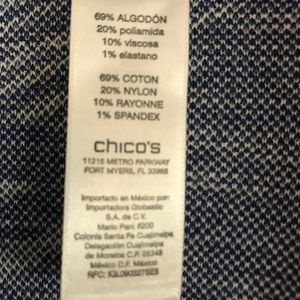 69% ALGODÓN
20% poliamida
10% viscosa
1% elastano
69% COTON
20% NYLON
10% RAYONNE
1% SPANDEX
chico's
11215 METRO PARKWAY
FORT MYERS, FL 33966
Importado en México por:
Importadora Globastic
S.A. de C.V.
Mario Pani #200
Colonia Santa Fe Cuajimalpa
Delegación Cuajimalpa
de Morelos C.P. 05348
México D.F. México
RFC: